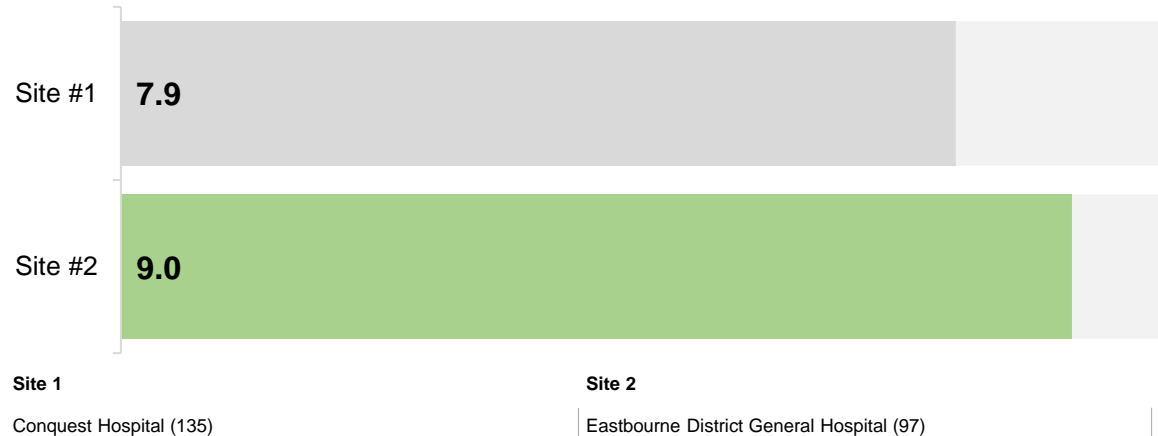 Site #1 7.9
Site #2 9.0
Site 1 Site 2
Conquest Hospital (135) Eastbourne District General Hospital (97)